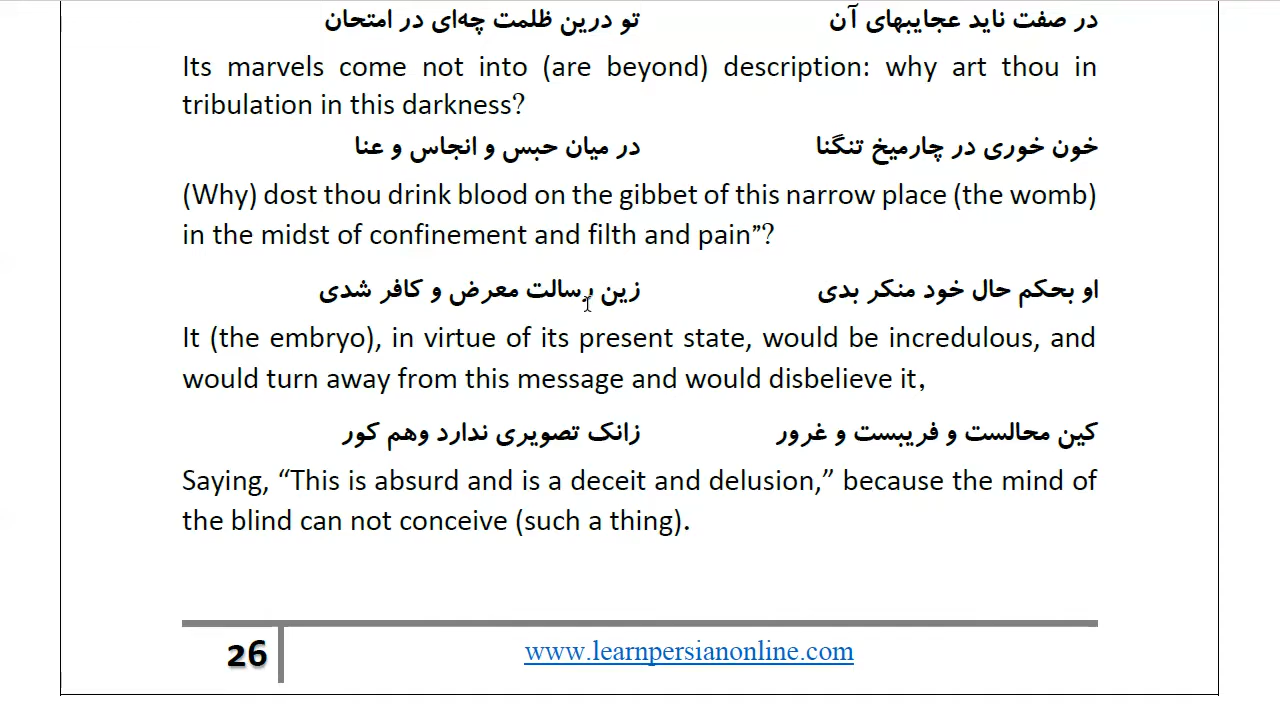 در صفت ناید عجایبهای آن تو درین ظلمت چه‌ای در امتحان
Its marvels come not into (are beyond) description: why art thou in
tribulation in this darkness?
خون خوری در چارمیخ تنگنا در میان حبس و انجاس و عنا
(Why) dost thou drink blood on the gibbet of this narrow place (the womb)
in the midst of confinement and filth and pain”?
او بحکم حال خود منکر بدی زین رسالت معرض و کافر شدی
It (the embryo), in virtue of its present state, would be incredulous, and
would turn away from this message and would disbelieve it,
کین محالست و فریبست و غرور زانک تصویری ندارد وهم کور
Saying, “This is absurd and is a deceit and delusion,” because the mind of
the blind can not conceive (such a thing).
26 www.learnpersianonline.com